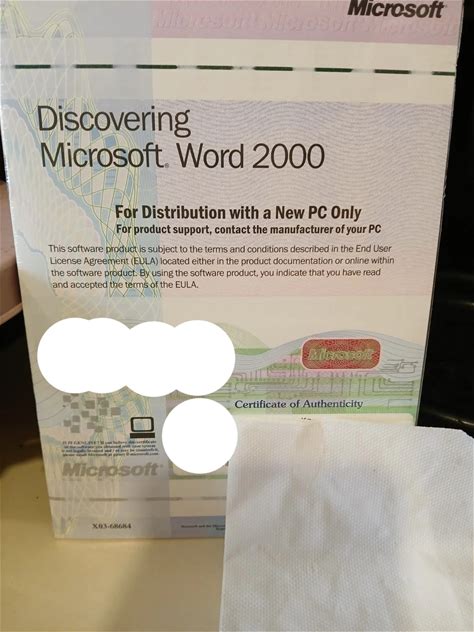 Microsoft
Discovering
Microsoft® Word 2000
For Distribution with a New PC Only
For product support, contact the manufacturer of your PC
This software product is subject to the terms and conditions described in the End User
License Agreement (EULA) located either in the product documentation or online within
the software product. By using the software product, you indicate that you have read
and accepted the terms of the EULA.
Microsoft
Certificate of Authenticity
Microsoft
X03-68684